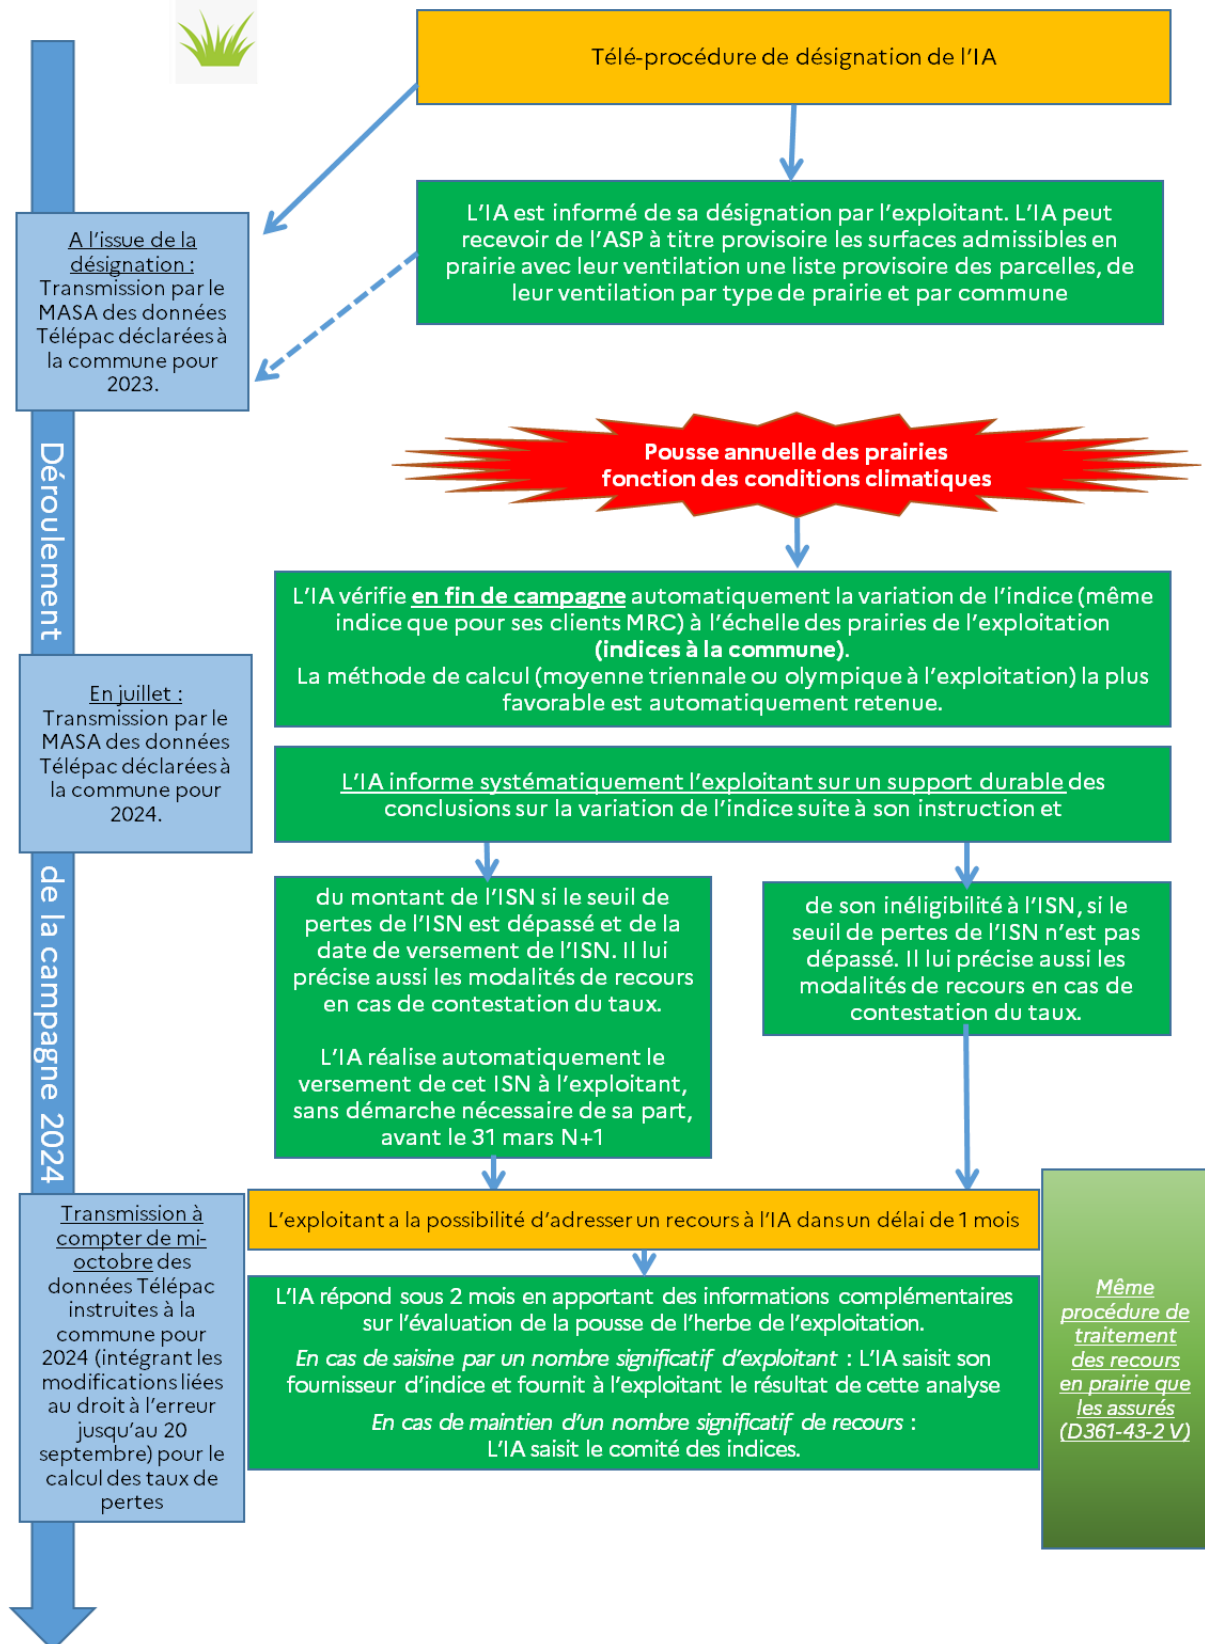 Télé-procédure de désignation de l'IA
L'IA est informé de sa désignation par l'exploitant. L'IA peut
recevoir de l'ASP à titre provisoire les surfaces admissibles en
prairie avec leur ventilation une liste provisoire des parcelles, de
leur ventilation par type de prairie et par commune
A l'issue de la
désignation :
Transmission par le
MASA des données
Télépac déclarées à
la commune pour
2023.
Pousse annuelle des prairies
fonction des conditions climatiques
Déroulement
de la campagne 2024
L'IA vérifie en fin de campagne automatiquement la variation de l'indice (même
indice que pour ses clients MRC) à l'échelle des prairies de l'exploitation
(indices à la commune).
La méthode de calcul (moyenne triennale ou olympique à l'exploitation) la plus
favorable est automatiquement retenue.
En juillet :
Transmission par le
MASA des données
Télépac déclarées à
la commune pour
2024.
L'IA informe systématiquement l'exploitant sur un support durable des
conclusions sur la variation de l'indice suite à son instruction et
du montant de l'ISN si le seuil de
pertes de l'ISN est dépassé et de la
date de versement de l'ISN. Il lui
précise aussi les modalités de recours
en cas de contestation du taux.
L'IA réalise automatiquement le
versement de cet ISN à l'exploitant,
sans démarche nécessaire de sa part,
avant le 31 mars N+1
de son inéligibilité à l'ISN, si le
seuil de pertes de l'ISN n'est pas
dépassé. Il lui précise aussi les
modalités de recours en cas de
contestation du taux.
Transmission à
compter de mi-
octobre des
données Télépac
instruites à la
commune pour
2024 (intégrant les
modifications liées
au droit à l'erreur
jusqu'au 20
septembre) pour le
calcul des taux de
pertes
L'exploitant a la possibilité d'adresser un recours à l'IA dans un délai de 1 mois
L'IA répond sous 2 mois en apportant des informations complémentaires
sur l'évaluation de la pousse de l'herbe de l'exploitation.
En cas de saisine par un nombre significatif d'exploitant : L'IA saisit son
fournisseur d'indice et fournit à l'exploitant le résultat de cette analyse
En cas de maintien d'un nombre significatif de recours :
L'IA saisit le comité des indices.
Même
procédure de
traitement
des recours
en prairie que
les assurés
(D361-43-2 V)